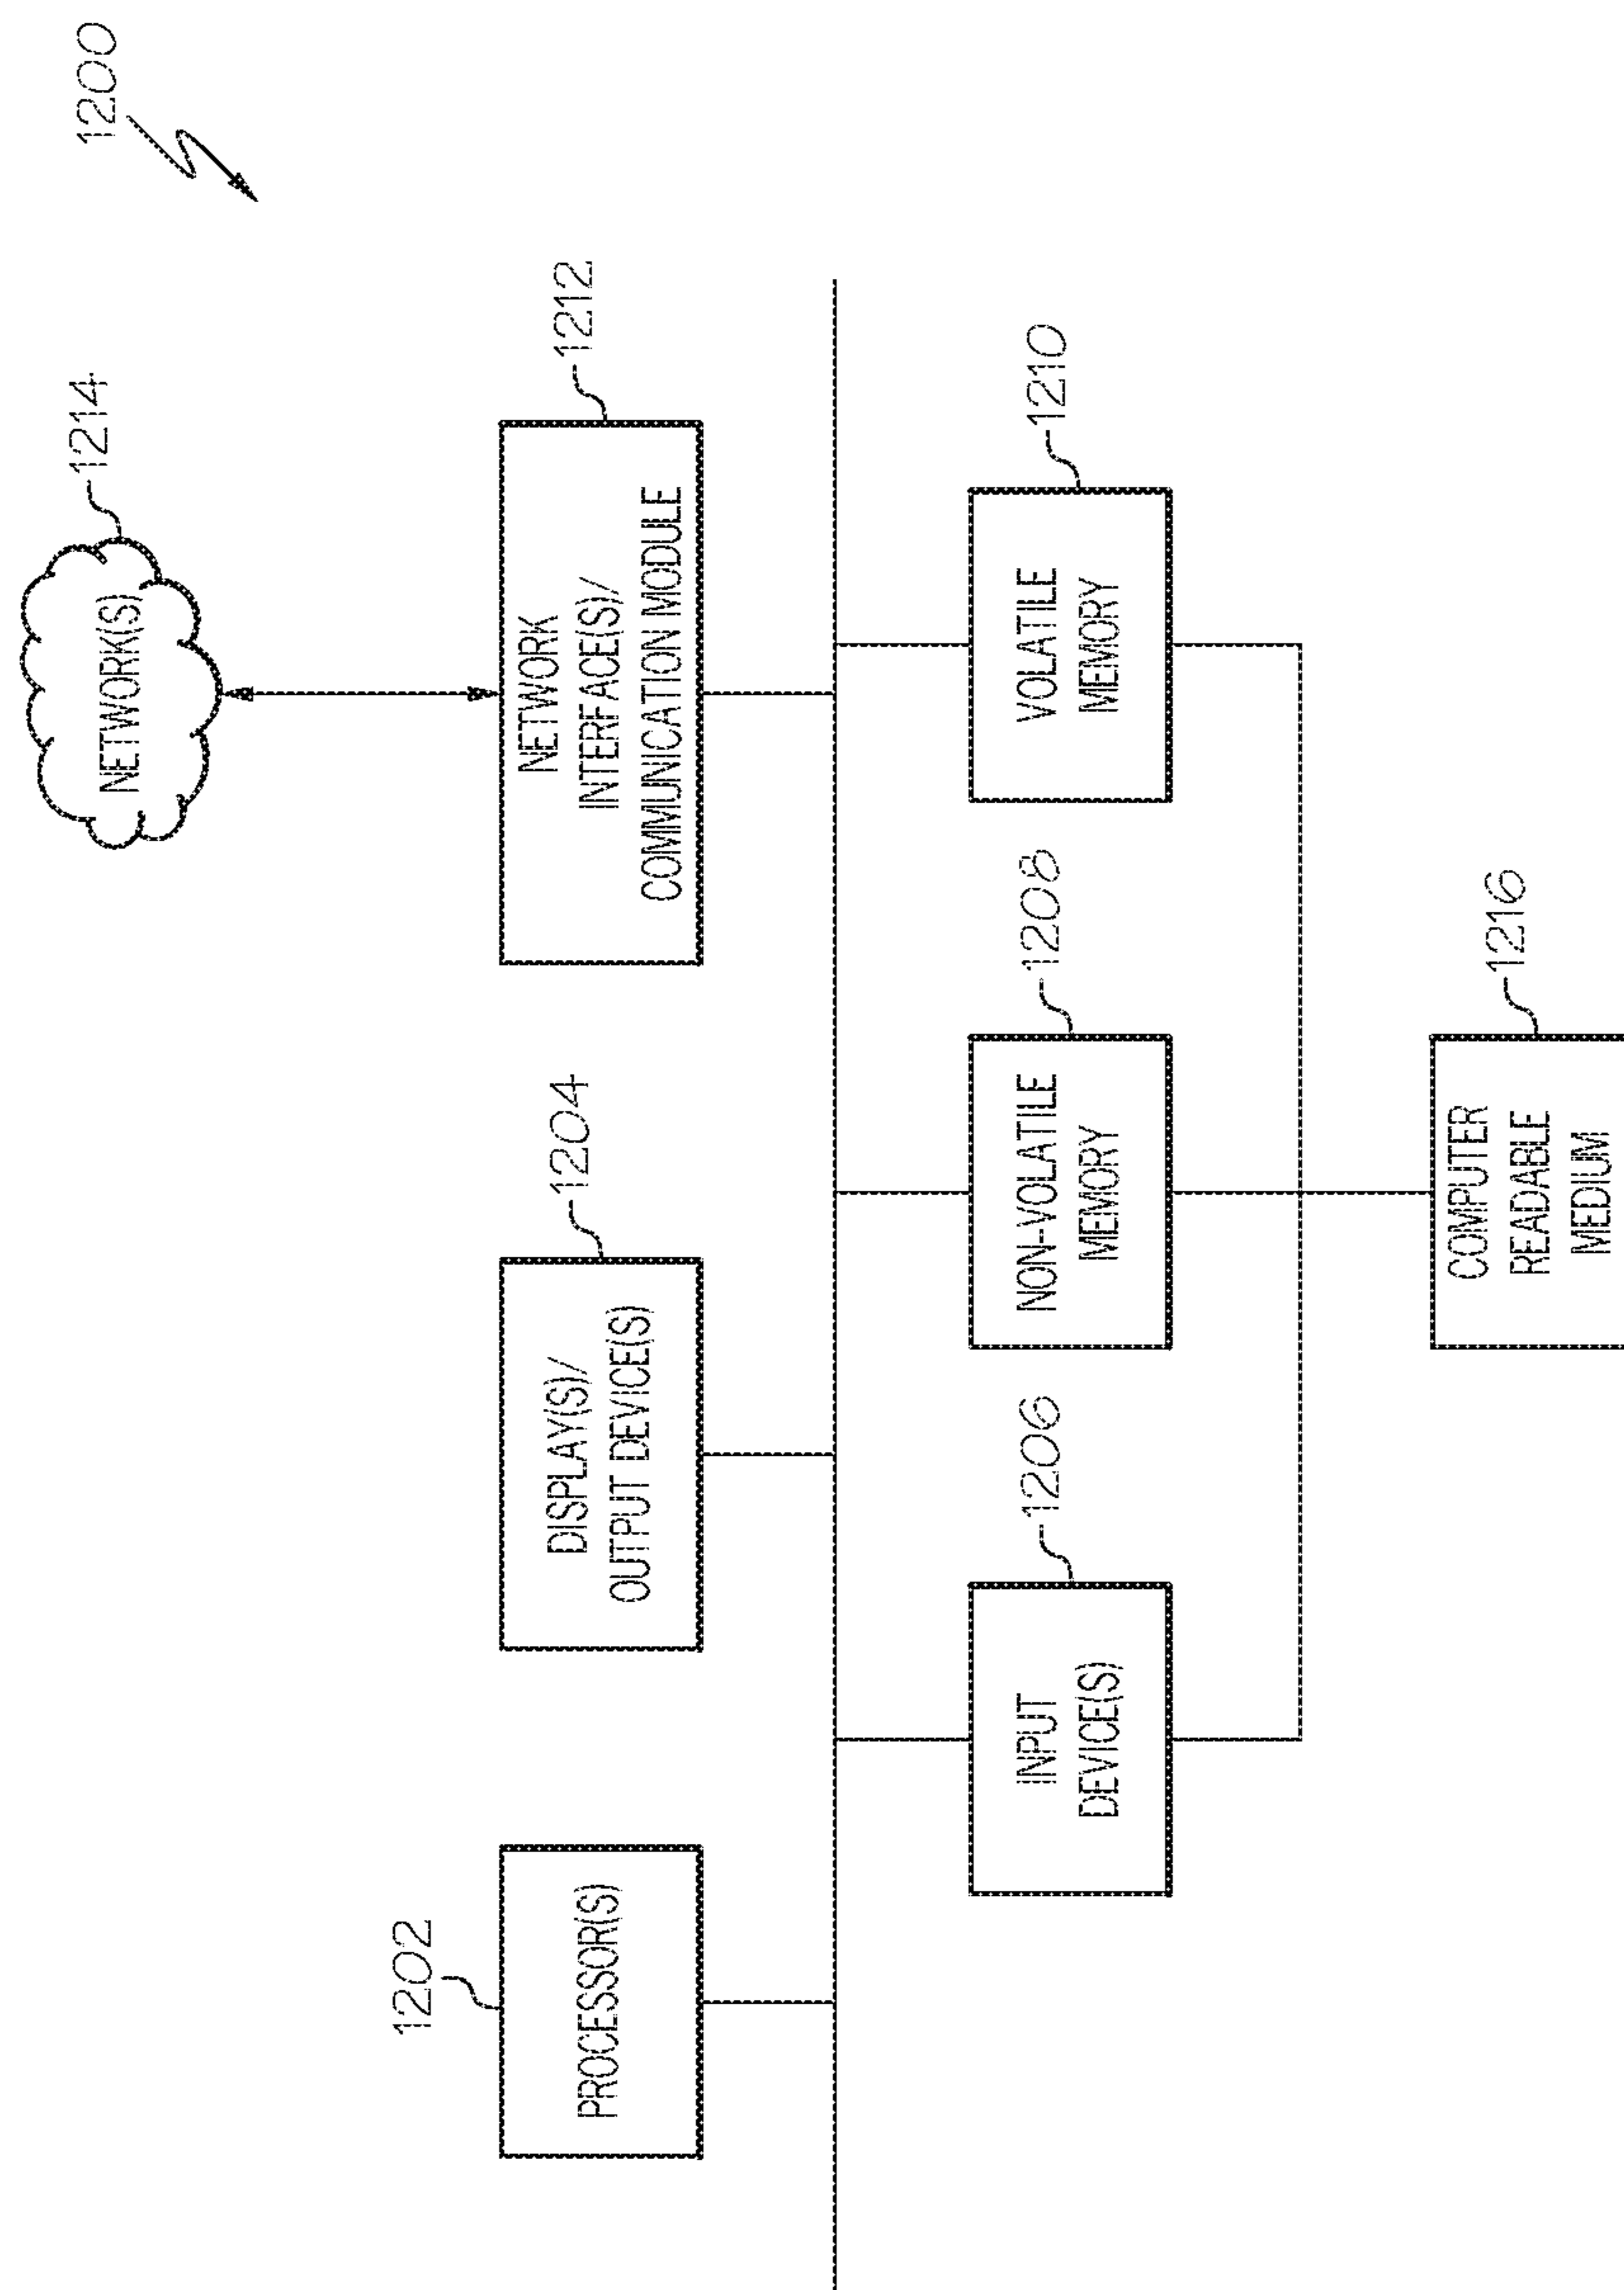 1200
NETWORK(S)
1214
1202
PROCESSOR(S)
DISPLAY(S)/
OUTPUT DEVICE(S)
1204
NETWORK
INTERFACE(S)/
COMMUNICATION MODULE
1212
INPUT
DEVICE(S)
1206
NON-VOLATILE
MEMORY
1208
VOLATILE
MEMORY
1210
COMPUTER
READABLE
MEDIUM
1216